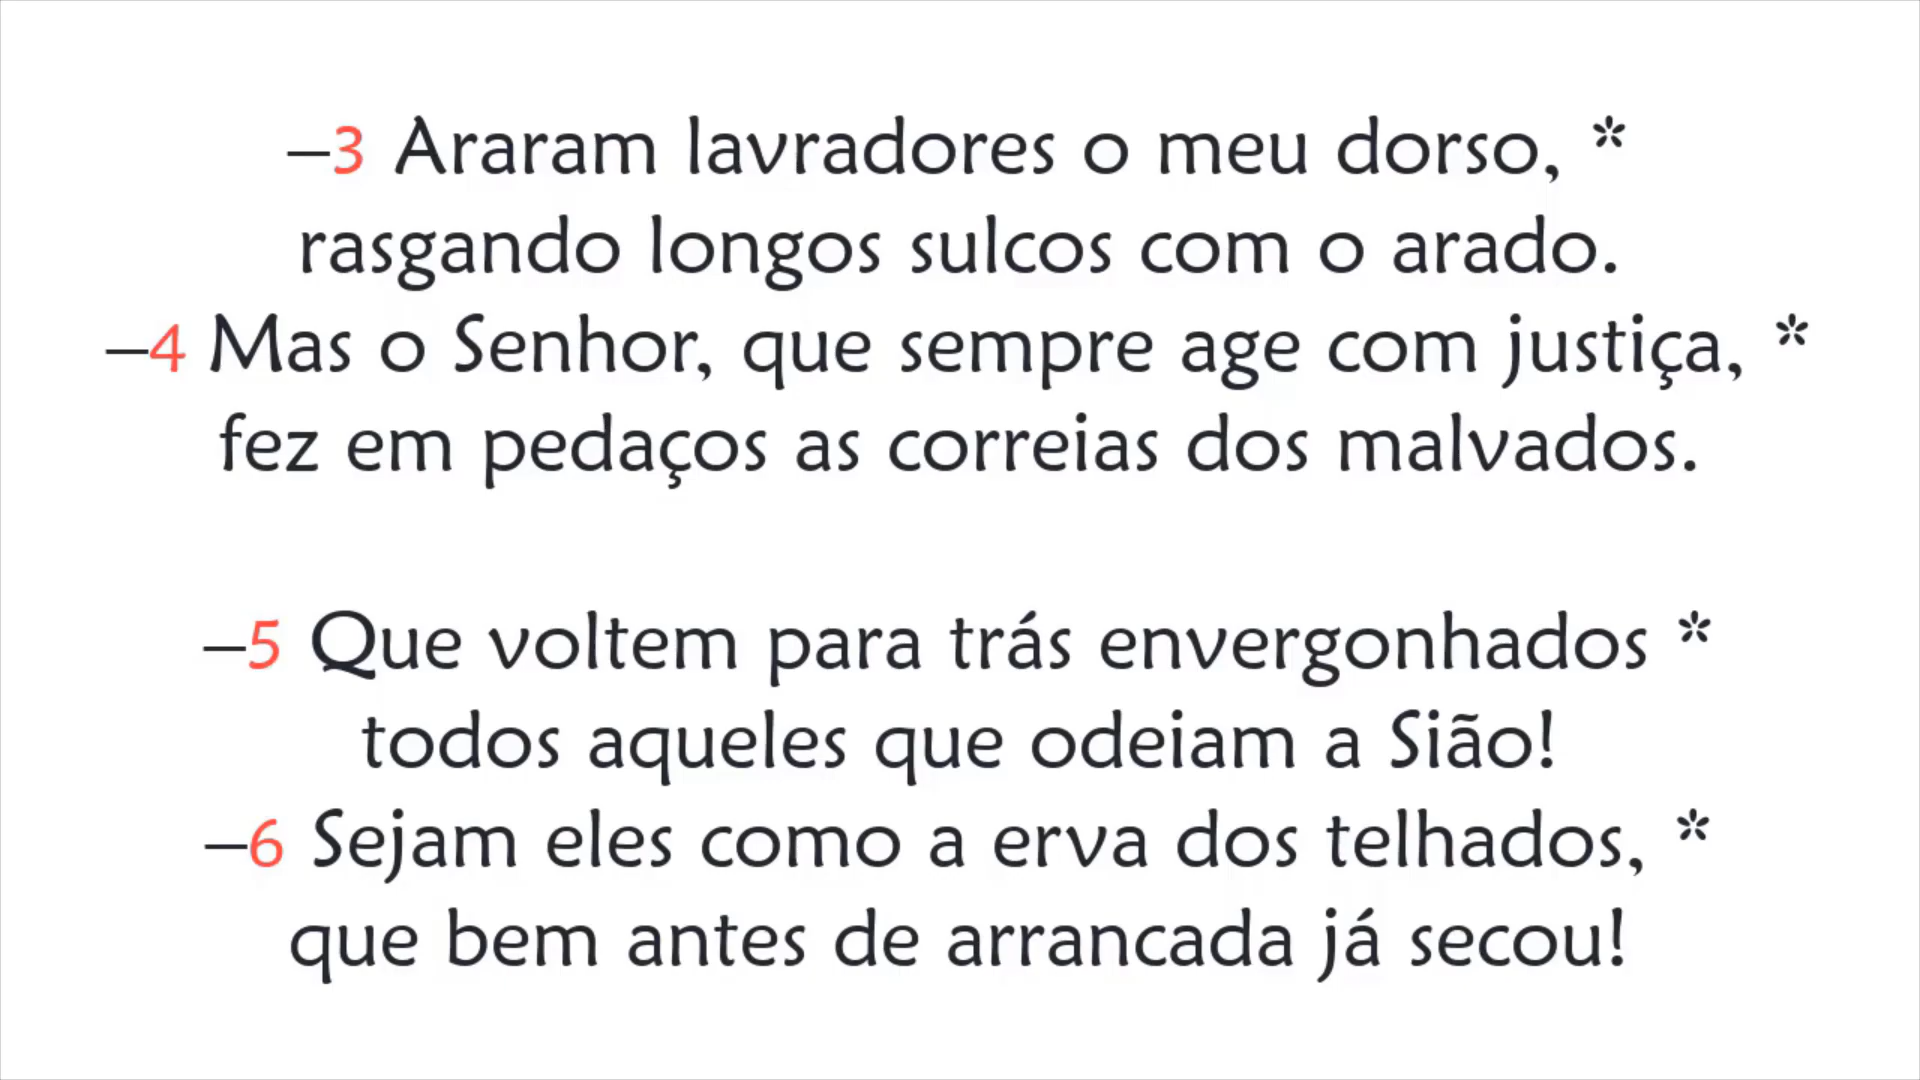 –3 Araram lavradores o meu dorso, *
rasgando longos sulcos com o arado.
–4 Mas o Senhor, que sempre age com justiça, *
fez em pedaços as correias dos malvados.
–5 Que voltem para trás envergonhados *
todos aqueles que odeiam a Sião!
–6 Sejam eles como a erva dos telhados, *
que bem antes de arrancada já secou!